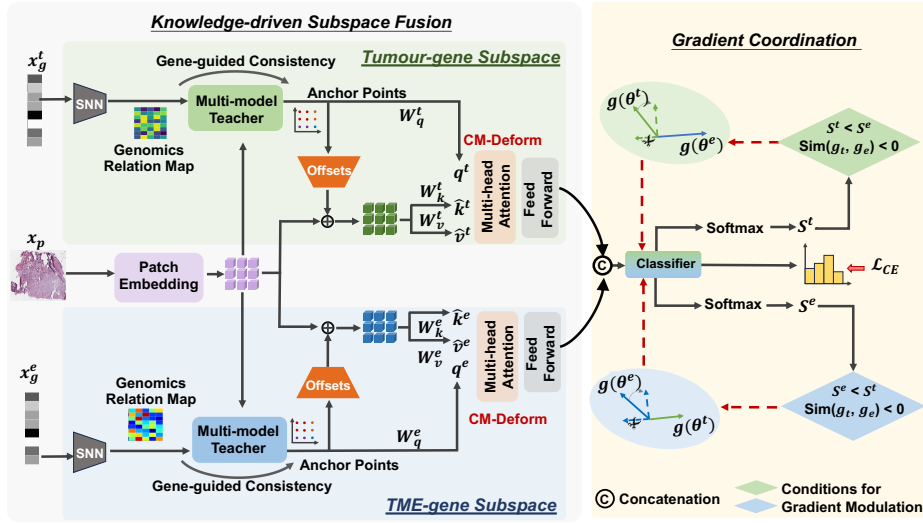 Knowledge-driven Subspace Fusion
Gradient Coordination
x_g^t
Gene-guided Consistency
Tumour-gene Subspace
SNN
Multi-model
Teacher
Anchor Points
W_q^t
Genomics
Relation Map
CM-Deform
Offsets
q^t
W_k^t
k̂^t
W_v^t
v̂^t
Multi-head
Attention
Feed
Forward
x_p
Patch
Embedding
W_k^e
k̂^e
W_v^e
v̂^e
q^e
Multi-head
Attention
Feed
Forward
CM-Deform
Offsets
x_g^e
Genomics
Relation Map
SNN
Multi-model
Teacher
Anchor Points
W_q^e
Gene-guided Consistency
TME-gene Subspace
g(θ^t)
g(θ^e)
S^t < S^e
Sim(g_t, g_e) < 0
Softmax
S^t
C
Classifier
ℒ_CE
Softmax
S^e
g(θ^e)
g(θ^t)
S^e < S^t
Sim(g_t, g_e) < 0
C Concatenation
Conditions for
Gradient Modulation